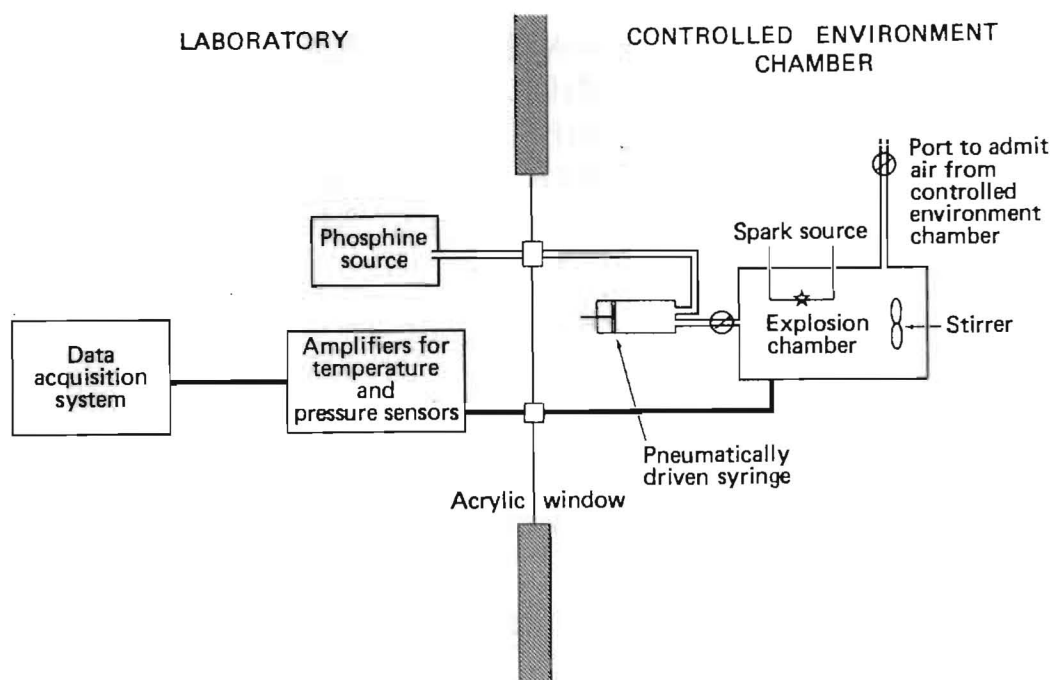 LABORATORY
CONTROLLED ENVIRONMENT
CHAMBER
Port to admit
air from
controlled
environment
chamber
Phosphine
source
Spark source
Explosion
chamber
Stirrer
Data
acquisition
system
Amplifiers for
temperature
and
pressure sensors
Pneumatically
driven syringe
Acrylic window